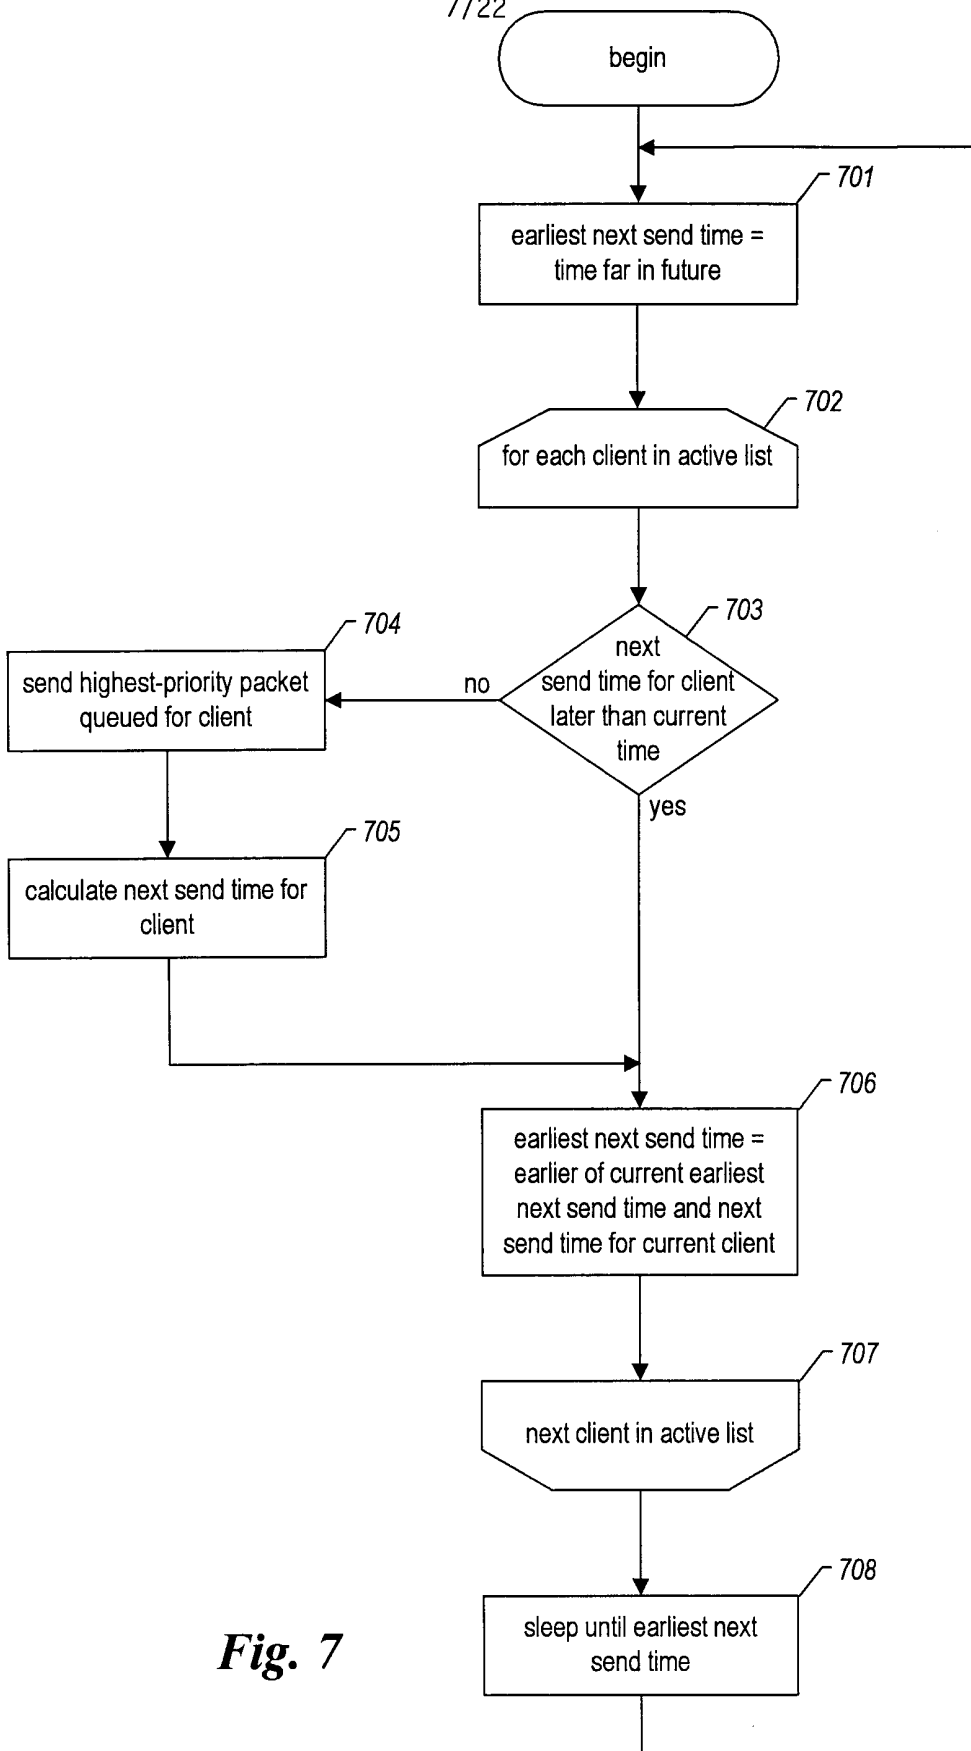 7/22
begin
701
earliest next send time =
time far in future
702
for each client in active list
703
next
send time for client
later than current
time
no
yes
704
send highest-priority packet
queued for client
705
calculate next send time for
client
706
earliest next send time =
earlier of current earliest
next send time and next
send time for current client
707
next client in active list
708
sleep until earliest next
send time
Fig. 7